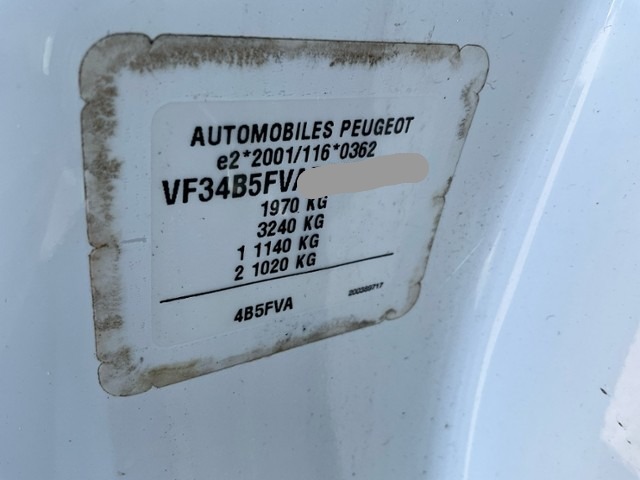 AUTOMOBILES PEUGEOT
e2*2001/116*0362
VF34B5FVA
1970 KG
3240 KG
1 1140 KG
2 1020 KG
4B5FVA